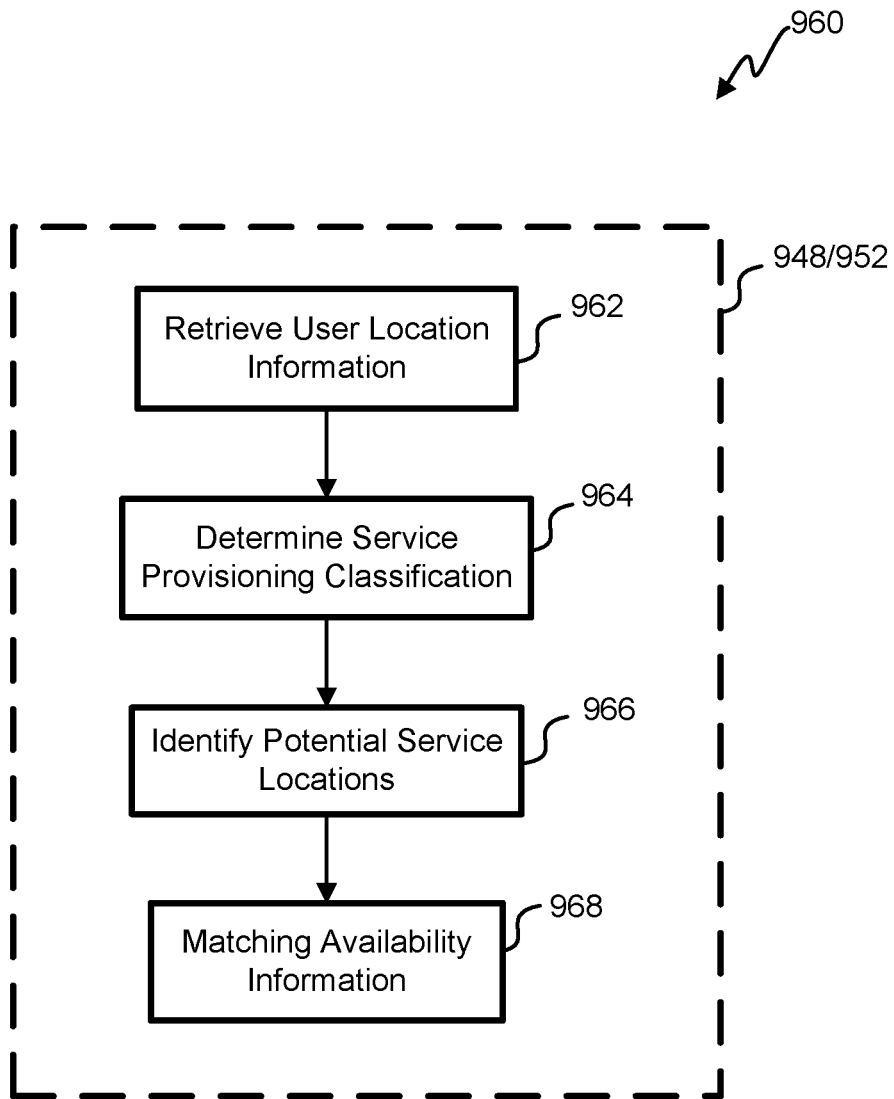 960
948/952
Retrieve User Location
Information
962
Determine Service
Provisioning Classification
964
Identify Potential Service
Locations
966
Matching Availability
Information
968